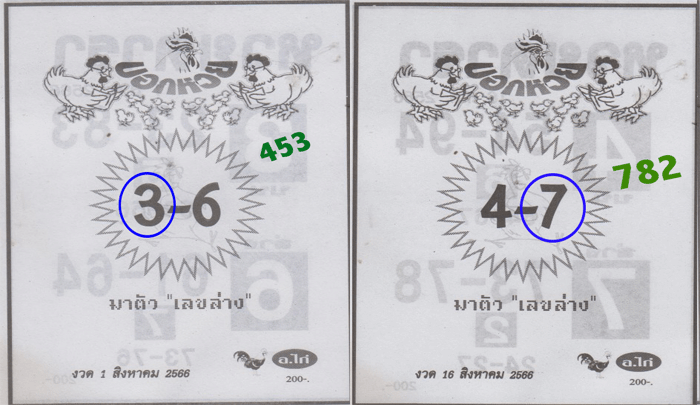 453
3-6
มาตัว "เลขล่าง"
งวด 1 สิงหาคม 2566
อ.ไก่
200-.
782
4-7
มาตัว "เลขล่าง"
งวด 16 สิงหาคม 2566
อ.ไก่
200-.